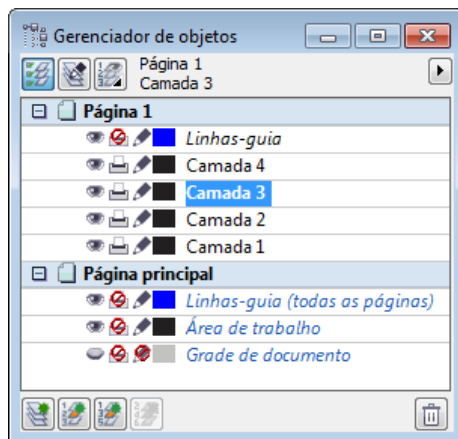 Gerenciador de objetos
Página 1
Camada 3
Página 1
Linhas-guia
Camada 4
Camada 3
Camada 2
Camada 1
Página principal
Linhas-guia (todas as páginas)
Área de trabalho
Grade de documento